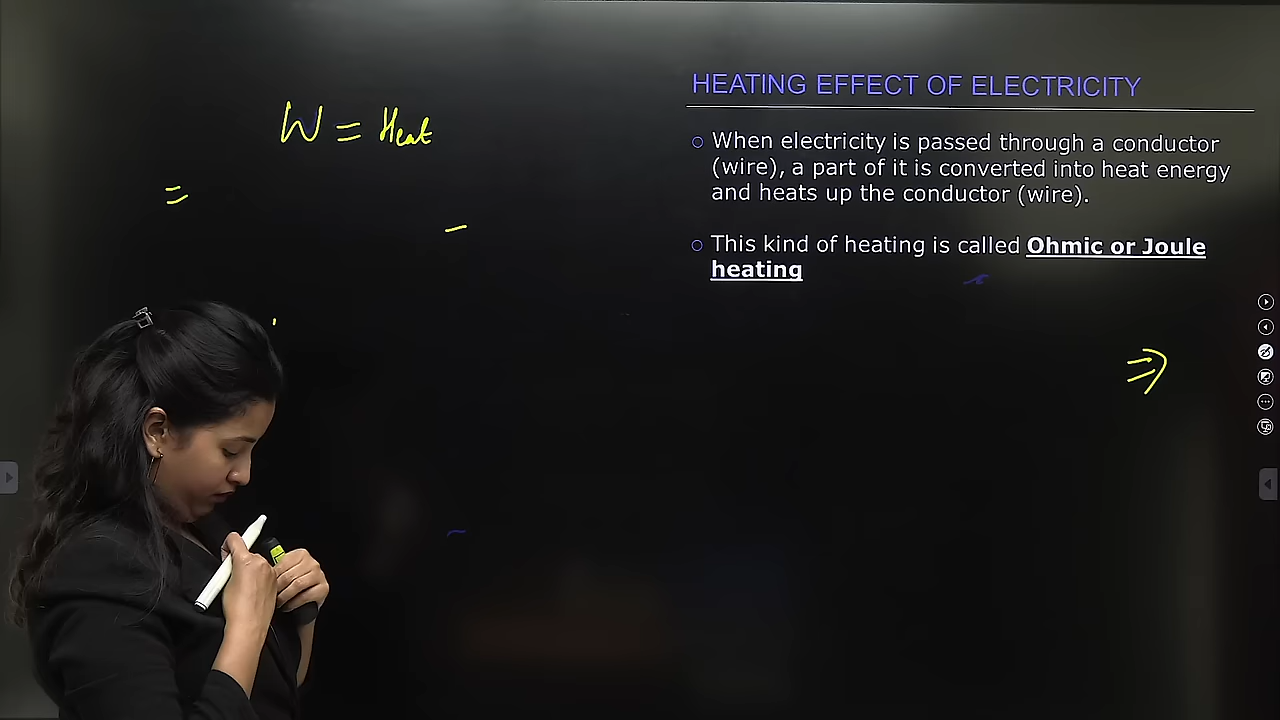 W = Heat
=
HEATING EFFECT OF ELECTRICITY
○ When electricity is passed through a conductor
(wire), a part of it is converted into heat energy
and heats up the conductor (wire).
○ This kind of heating is called Ohmic or Joule
heating
⇒